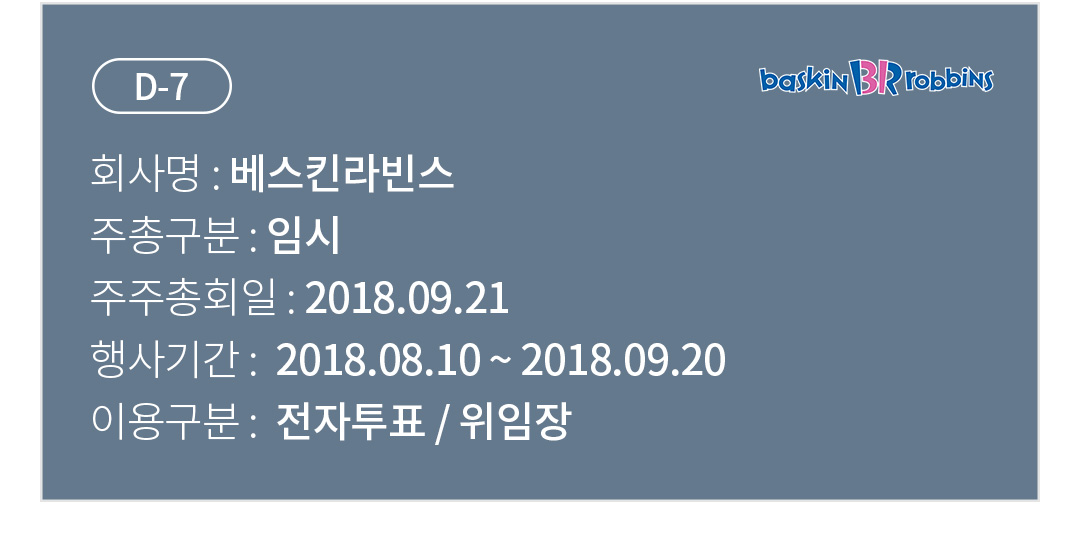 D-7
baskin BR robbins
회사명 : 베스킨라빈스
주총구분 : 임시
주주총회일 : 2018.09.21
행사기간 : 2018.08.10 ~ 2018.09.20
이용구분 : 전자투표 / 위임장